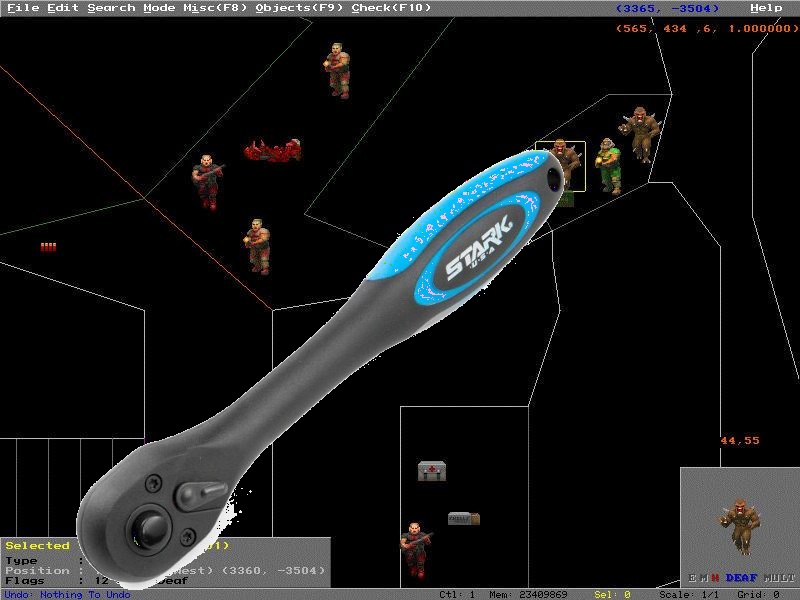 File Edit Search Mode Misc(F8) Objects(F9) Check(F10) (3365, -3504) Help
(565, 434 ,6, 1.000000)
STARK
U·S·A
44,55
Selected
Type :
Position : (3360, -3504)
Flags : 12
E M H DEAF MULT
Undo: Nothing To Undo Ctl: 1 Mem: 23409869 Sel: 0 Scale: 1/1 Grid: 0